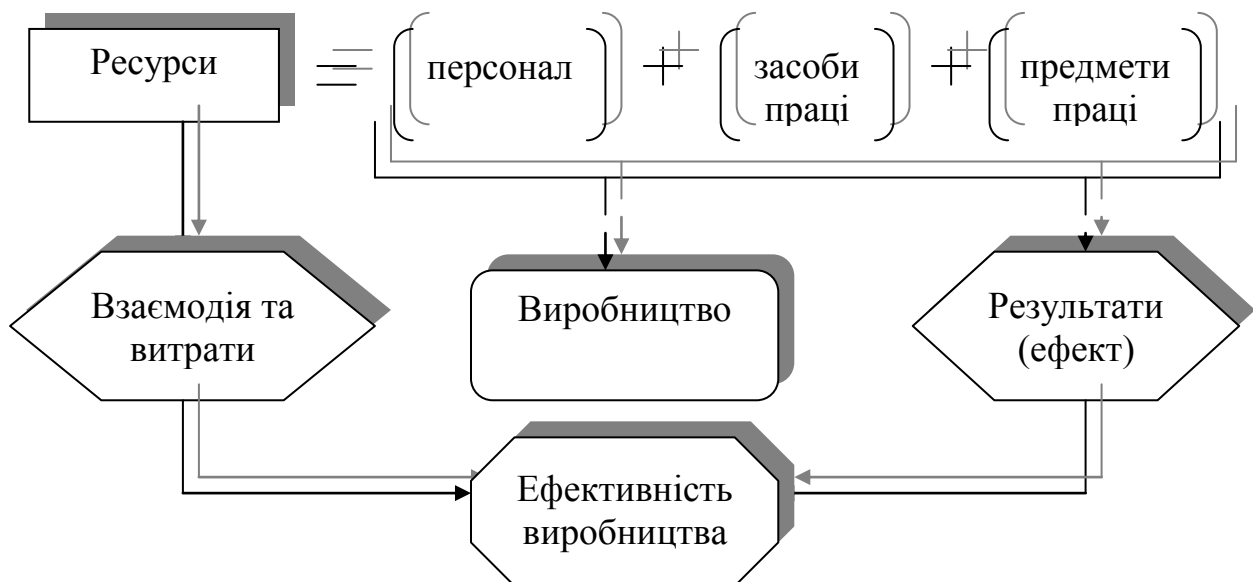 Ресурси
персонал
засоби
праці
предмети
праці
Взаємодія та
витрати
Виробництво
Результати
(ефект)
Ефективність
виробництва